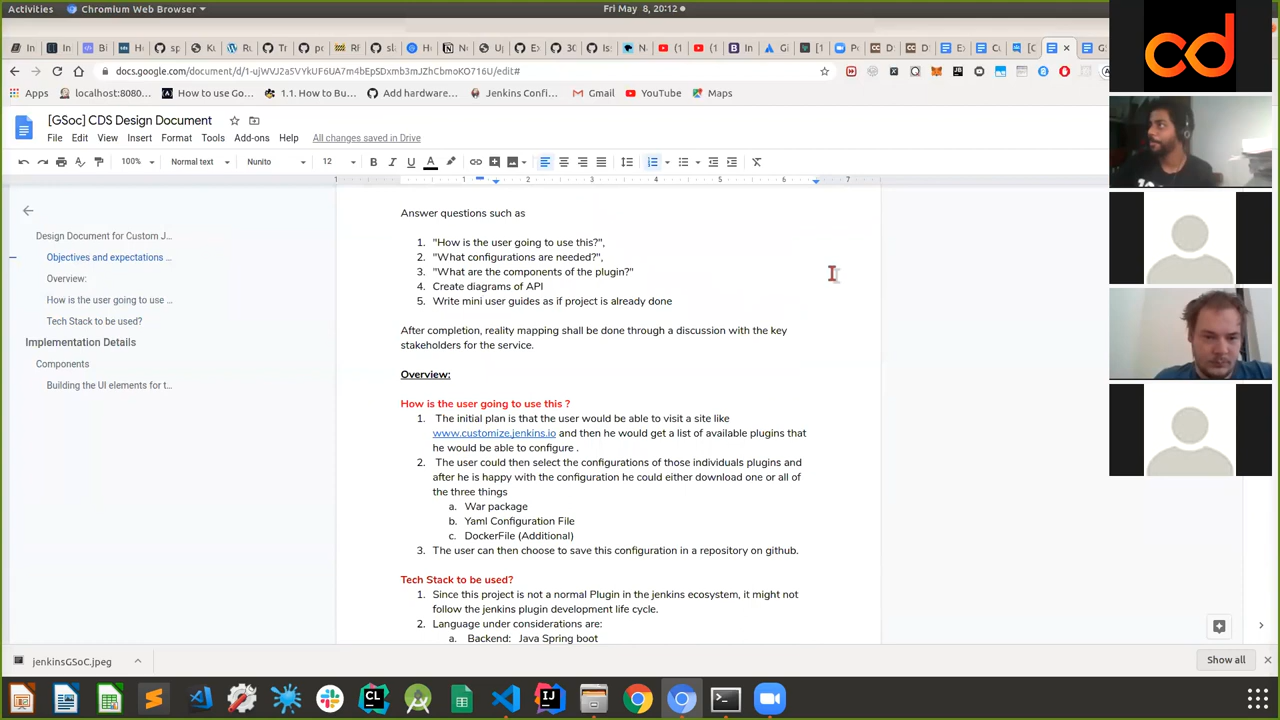 Activities
Chromium Web Browser
Fri May 8, 20:12
docs.google.com/document/d/1-uJWVJ2a5VYkUF6UA7m4bEpSDxmb3mJZhCbmoKO716U/edit#
Apps
localhost:8080...
How to use Go...
1.1. How to Bu...
Add hardware...
Jenkins Confi...
Gmail
YouTube
Maps
[GSoc] CDS Design Document
File Edit View Insert Format Tools Add-ons Help All changes saved in Drive
100% Normal text Nunito 12
1 1 2 3 4 5 6 7
Design Document for Custom J...
Objectives and expectations ...
Overview:
How is the user going to use ...
Tech Stack to be used?
Implementation Details
Components
Building the UI elements for t...
Answer questions such as
1. "How is the user going to use this?",
2. "What configurations are needed?",
3. "What are the components of the plugin?"
4. Create diagrams of API
5. Write mini user guides as if project is already done
After completion, reality mapping shall be done through a discussion with the key
stakeholders for the service.
Overview:
How is the user going to use this ?
1. The initial plan is that the user would be able to visit a site like
www.customize.jenkins.io and then he would get a list of available plugins that
he would be able to configure .
2. The user could then select the configurations of those individuals plugins and
after he is happy with the configuration he could either download one or all of
the three things
a. War package
b. Yaml Configuration File
c. DockerFile (Additional)
3. The user can then choose to save this configuration in a repository on github.
Tech Stack to be used?
1. Since this project is not a normal Plugin in the jenkins ecosystem, it might not
follow the jenkins plugin development life cycle.
2. Language under considerations are:
a. Backend: Java Spring boot
jenkinsGSoC.jpeg
Show all
cd